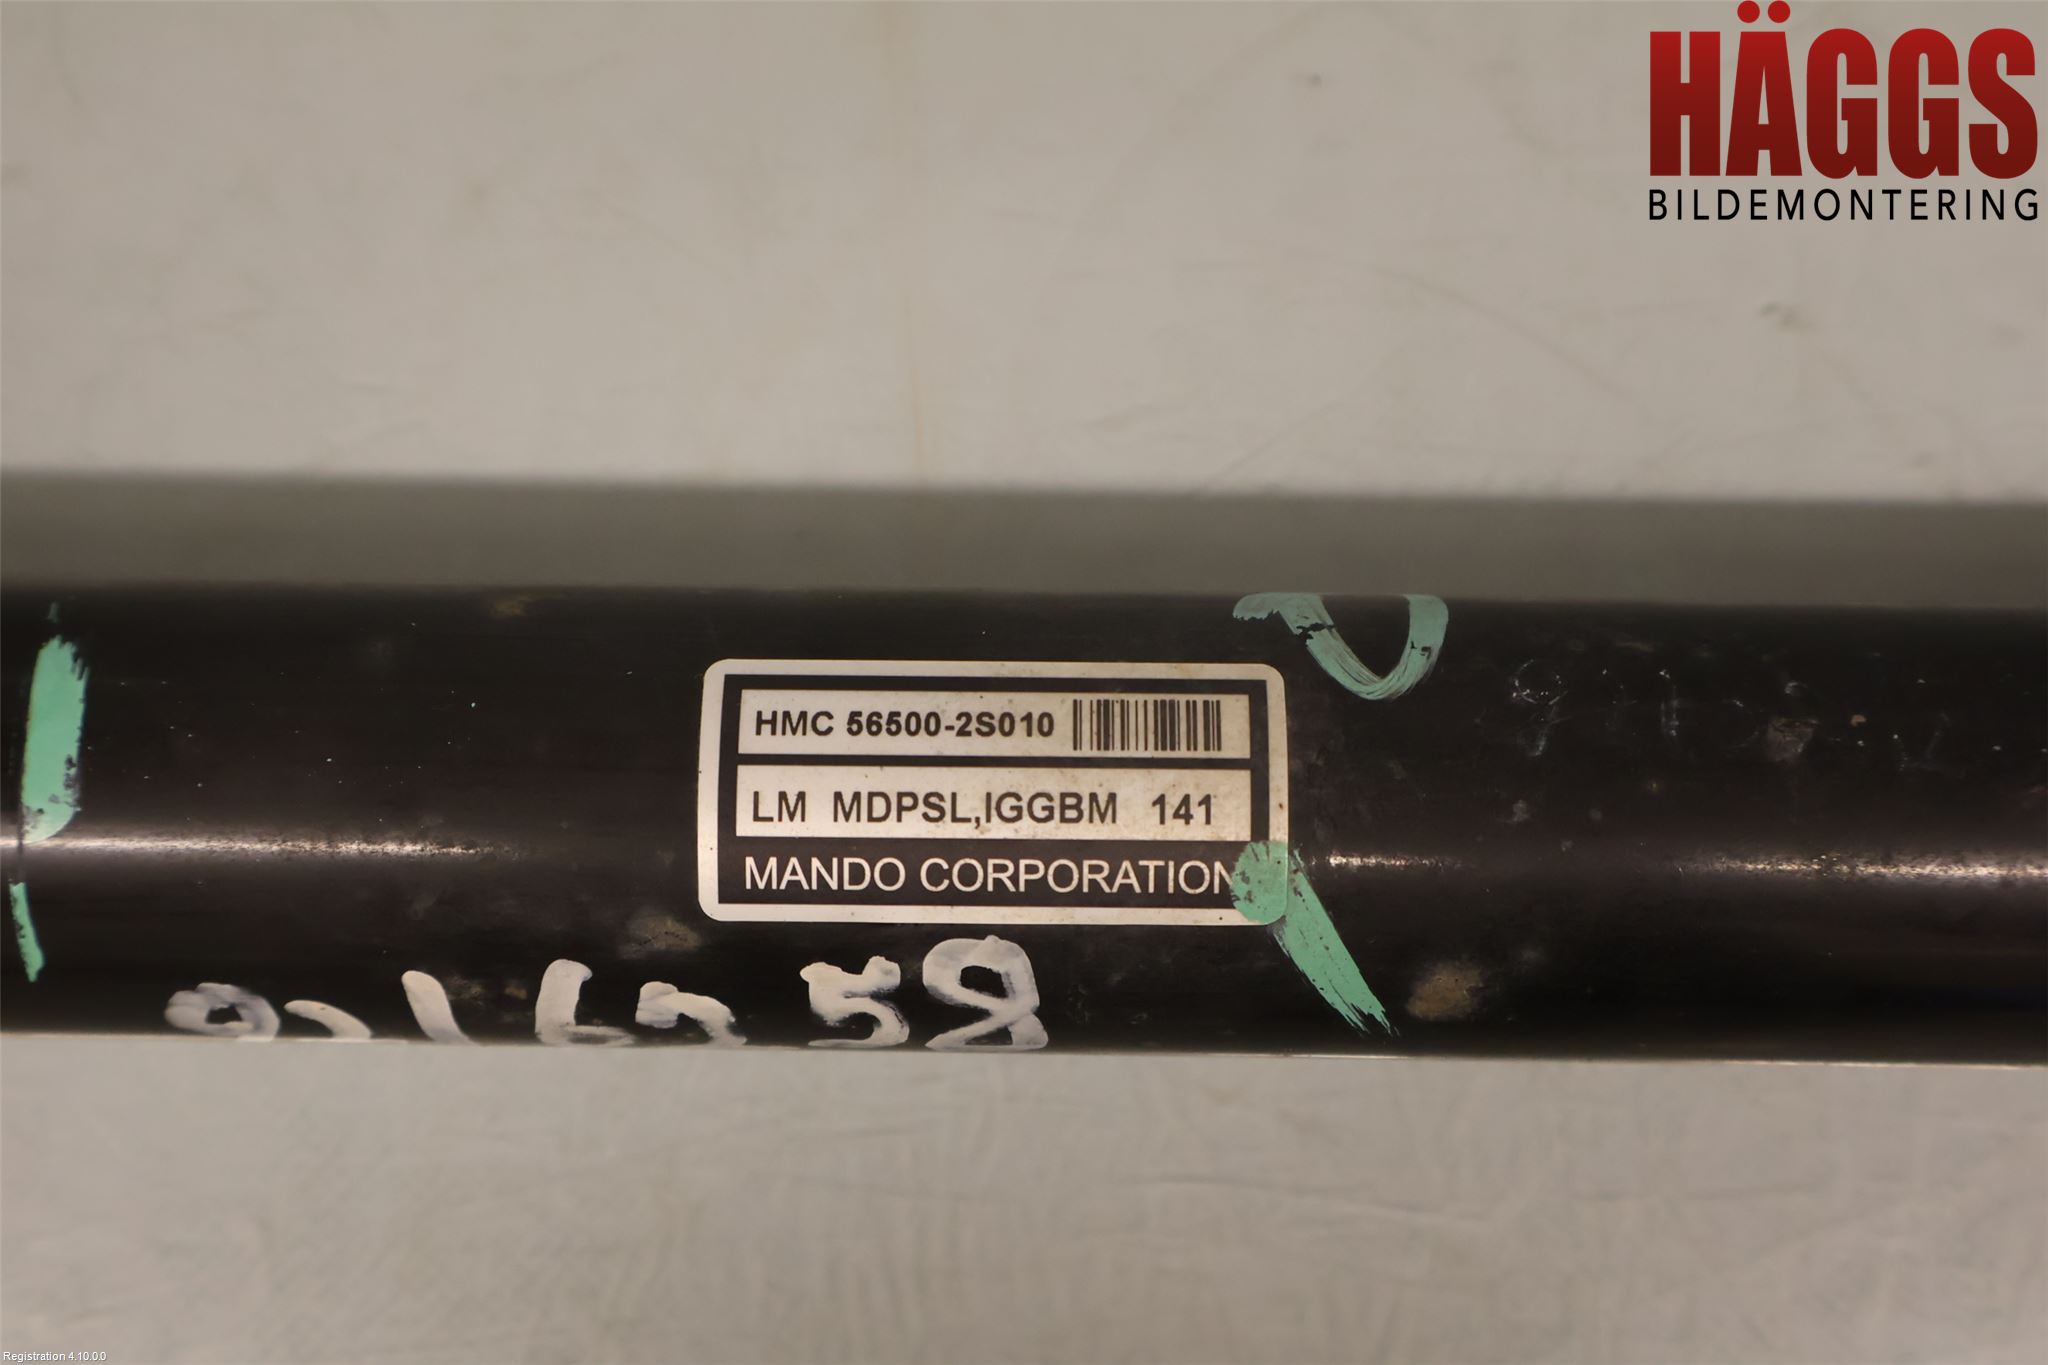 HÄGGS
BILDEMONTERING
HMC 56500-2S010
LM MDPSL,IGGBM 141
MANDO CORPORATION
Registration 4.10.0.0